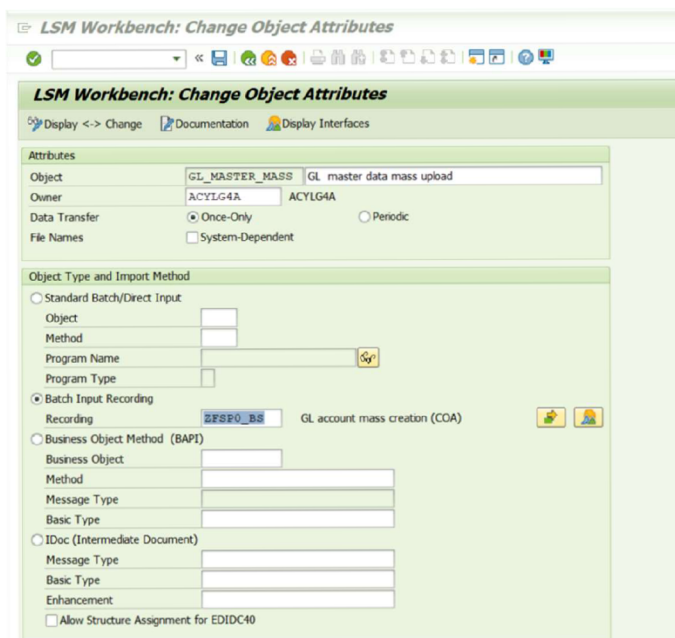 LSM Workbench: Change Object Attributes
LSM Workbench: Change Object Attributes
Display <-> Change Documentation Display Interfaces
Attributes
Object GL_MASTER_MASS GL master data mass upload
Owner ACYLG4A ACYLG4A
Data Transfer Once-Only Periodic
File Names System-Dependent
Object Type and Import Method
Standard Batch/Direct Input
Object
Method
Program Name
Program Type
Batch Input Recording
Recording ZFSP0_BS GL account mass creation (COA)
Business Object Method (BAPI)
Business Object
Method
Message Type
Basic Type
IDoc (Intermediate Document)
Message Type
Basic Type
Enhancement
Allow Structure Assignment for EDIDC40